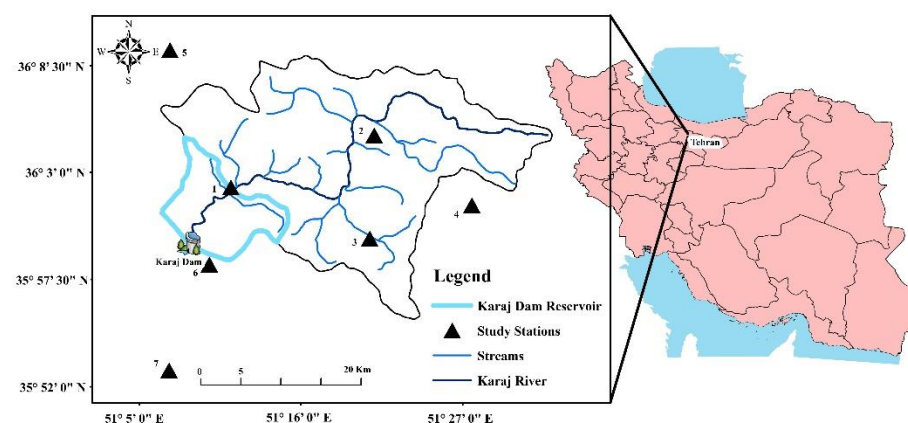 N
W
E
S
5
36° 8' 30" N
2
Tehran
36° 3' 0" N
1
4
3
Karaj Dam
6
35° 57' 30" N
Legend
Karaj Dam Reservoir
Study Stations
Streams
Karaj River
7
0 5 10 20 Km
35° 52' 0" N
51° 5' 0" E
51° 16' 0" E
51° 27' 0" E